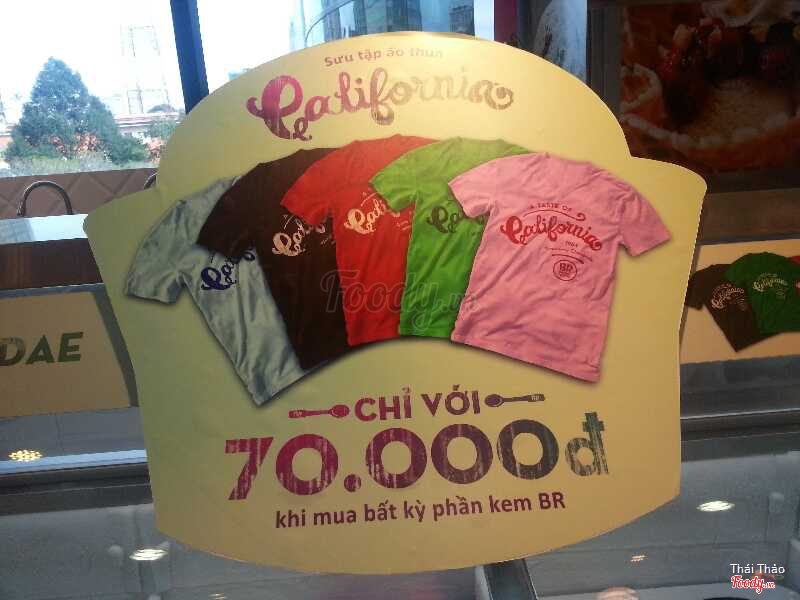 Sưu tập áo thun
California
A TASTE OF
California
BR
Foody.vn
CHỈ VỚI
70.000đ
khi mua bất kỳ phần kem BR
DAE
Thái Thảo
Foody.vn